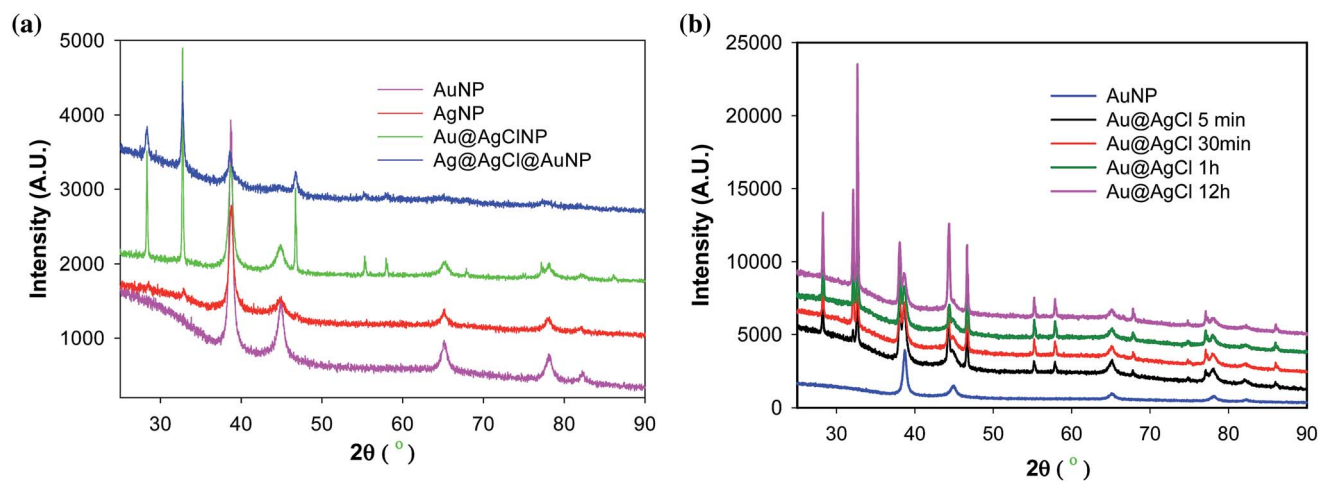 (a)
5000
4000
3000
2000
1000
Intensity (A.U.)
AuNP
AgNP
Au@AgClNP
Ag@AgCl@AuNP
30 40 50 60 70 80 90
2θ ( ° )
(b)
25000
20000
15000
10000
5000
0
Intensity (A.U.)
AuNP
Au@AgCl 5 min
Au@AgCl 30min
Au@AgCl 1h
Au@AgCl 12h
30 40 50 60 70 80 90
2θ ( ° )